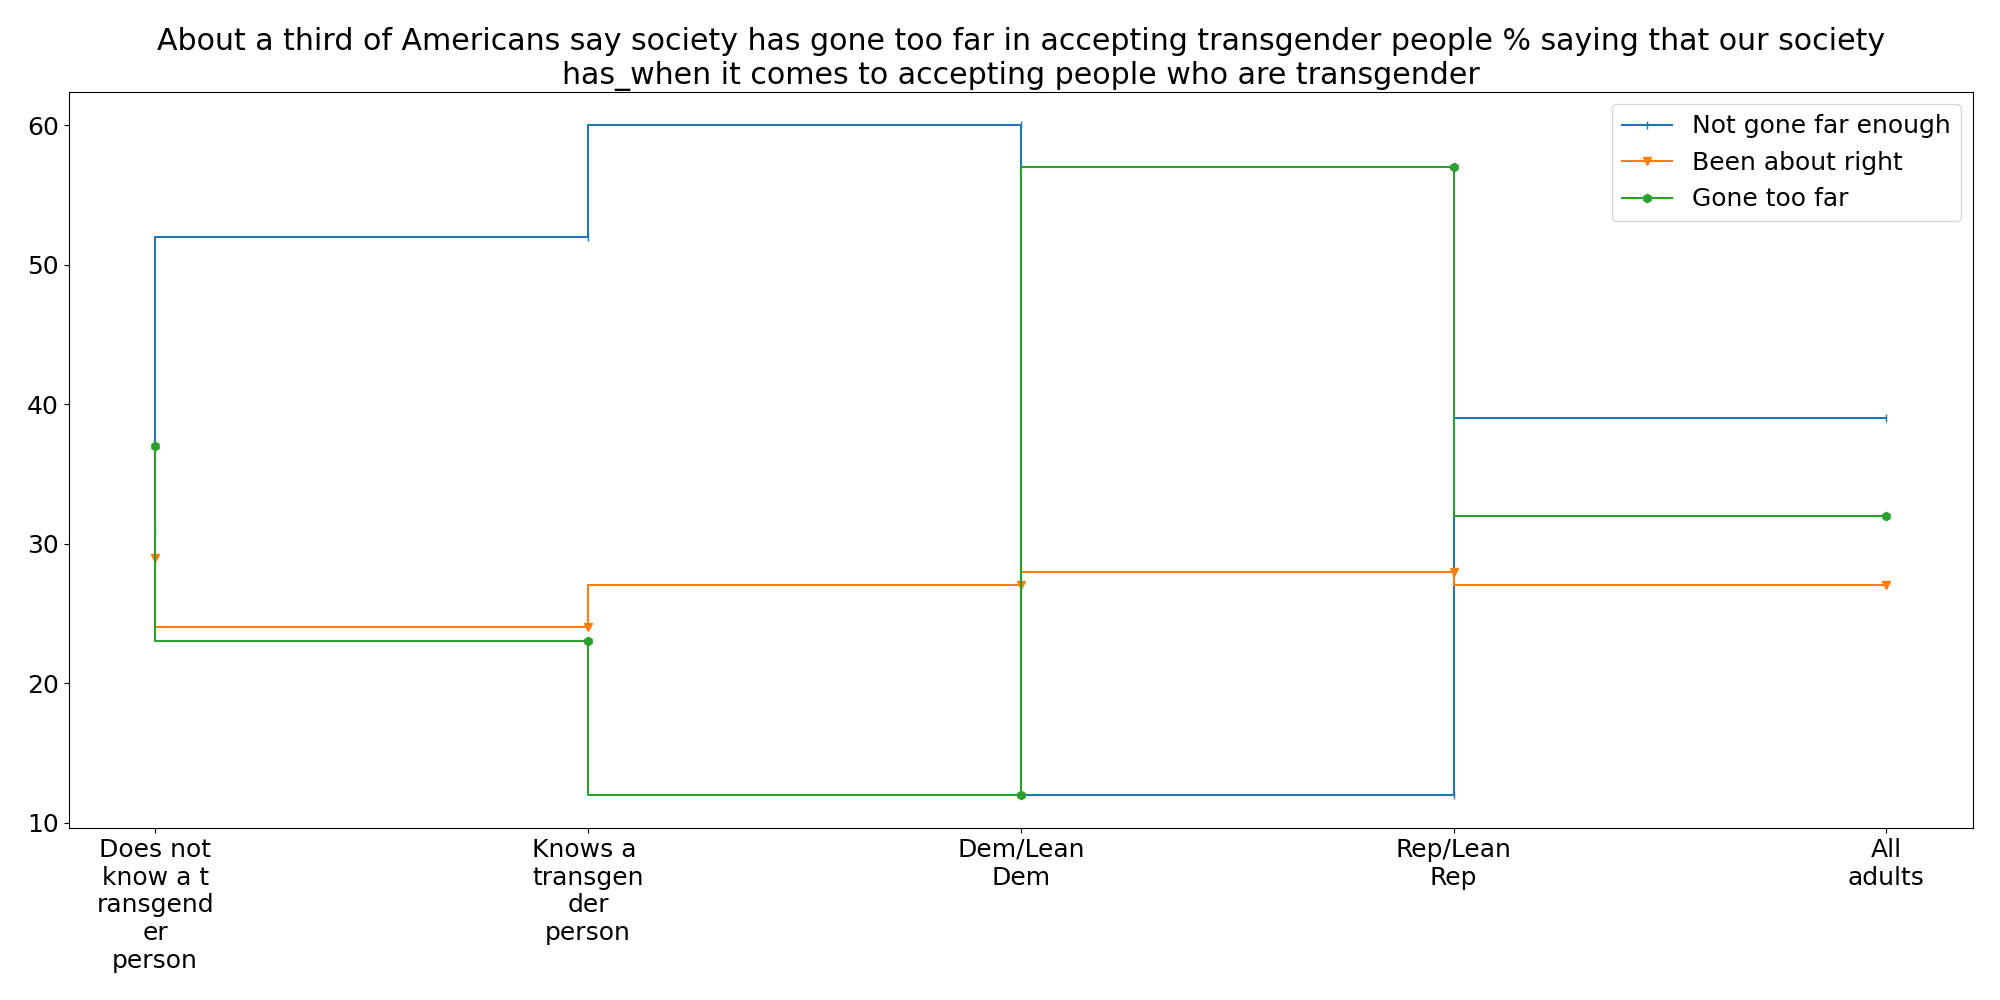 About a third of Americans say society has gone too far in accepting transgender people % saying that our society
has_when it comes to accepting people who are transgender
60
50
40
30
20
10
Not gone far enough
Been about right
Gone too far
Does not
know a t
ransgend
er
person
Knows a
transgen
der
person
Dem/Lean
Dem
Rep/Lean
Rep
All
adults